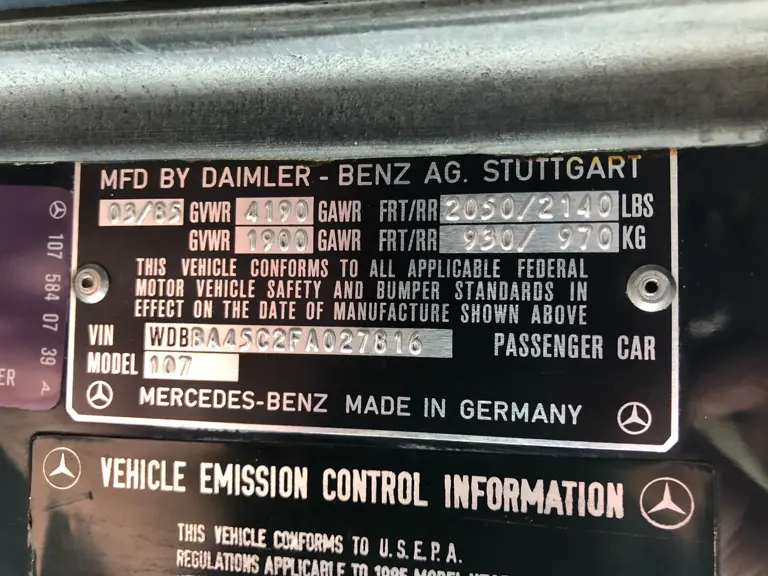 MFD BY DAIMLER - BENZ AG. STUTTGART
03/85 GVWR 4190 GAWR FRT/RR 2050/2140 LBS
GVWR 1900 GAWR FRT/RR 930/ 970 KG
THIS VEHICLE CONFORMS TO ALL APPLICABLE FEDERAL
MOTOR VEHICLE SAFETY AND BUMPER STANDARDS IN
EFFECT ON THE DATE OF MANUFACTURE SHOWN ABOVE
VIN WDBBA45C2FA027816 PASSENGER CAR
MODEL 107
MERCEDES-BENZ MADE IN GERMANY
107 584 07 39 A
VEHICLE EMISSION CONTROL INFORMATION
THIS VEHICLE CONFORMS TO U.S.E.P.A.
REGULATIONS APPLICABLE TO 1985 MODEL